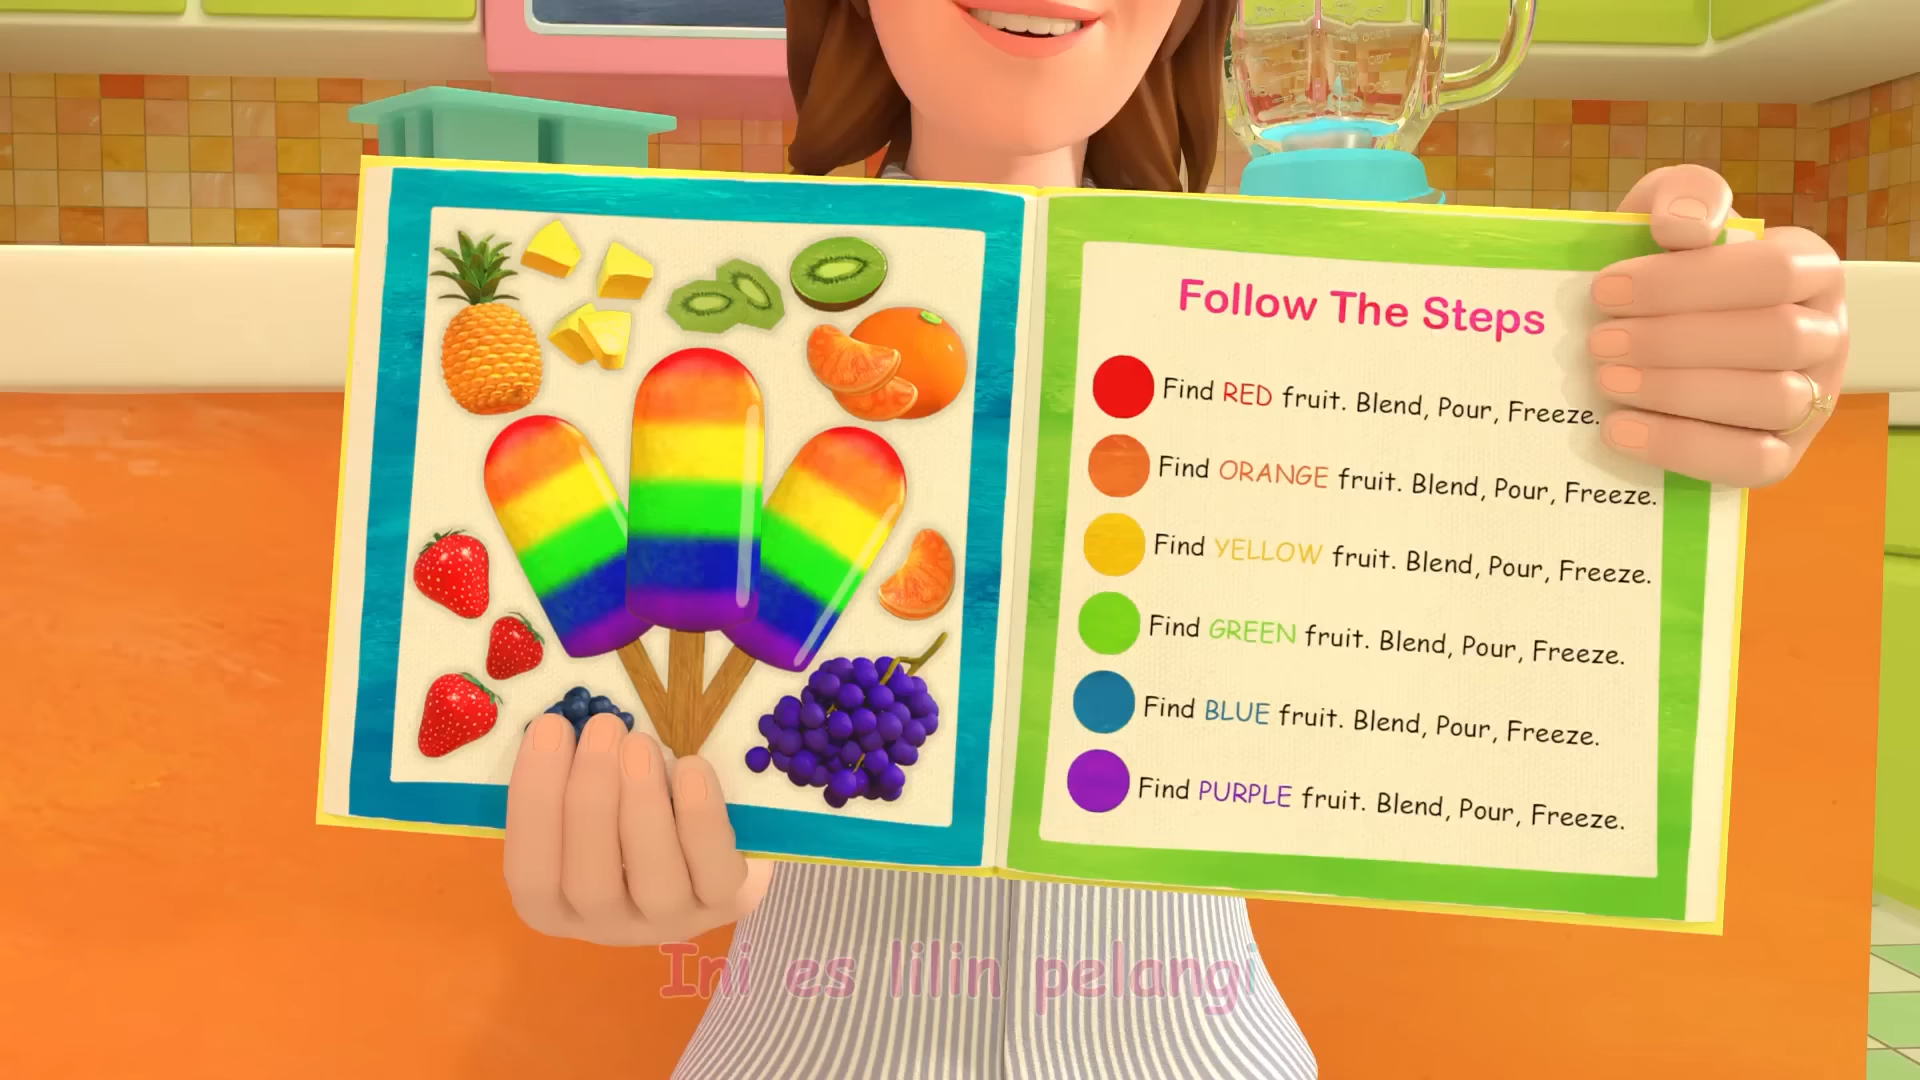 Follow The Steps
Find RED fruit. Blend, Pour, Freeze.
Find ORANGE fruit. Blend, Pour, Freeze.
Find YELLOW fruit. Blend, Pour, Freeze.
Find GREEN fruit. Blend, Pour, Freeze.
Find BLUE fruit. Blend, Pour, Freeze.
Find PURPLE fruit. Blend, Pour, Freeze.
Ini es lilin pelangi